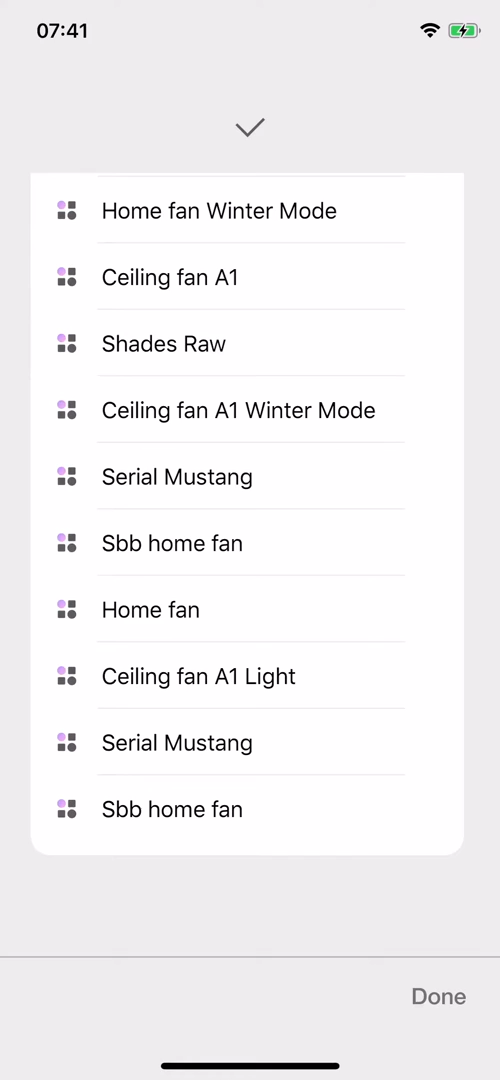 07:41
Home fan Winter Mode
Ceiling fan A1
Shades Raw
Ceiling fan A1 Winter Mode
Serial Mustang
Sbb home fan
Home fan
Ceiling fan A1 Light
Serial Mustang
Sbb home fan
Done